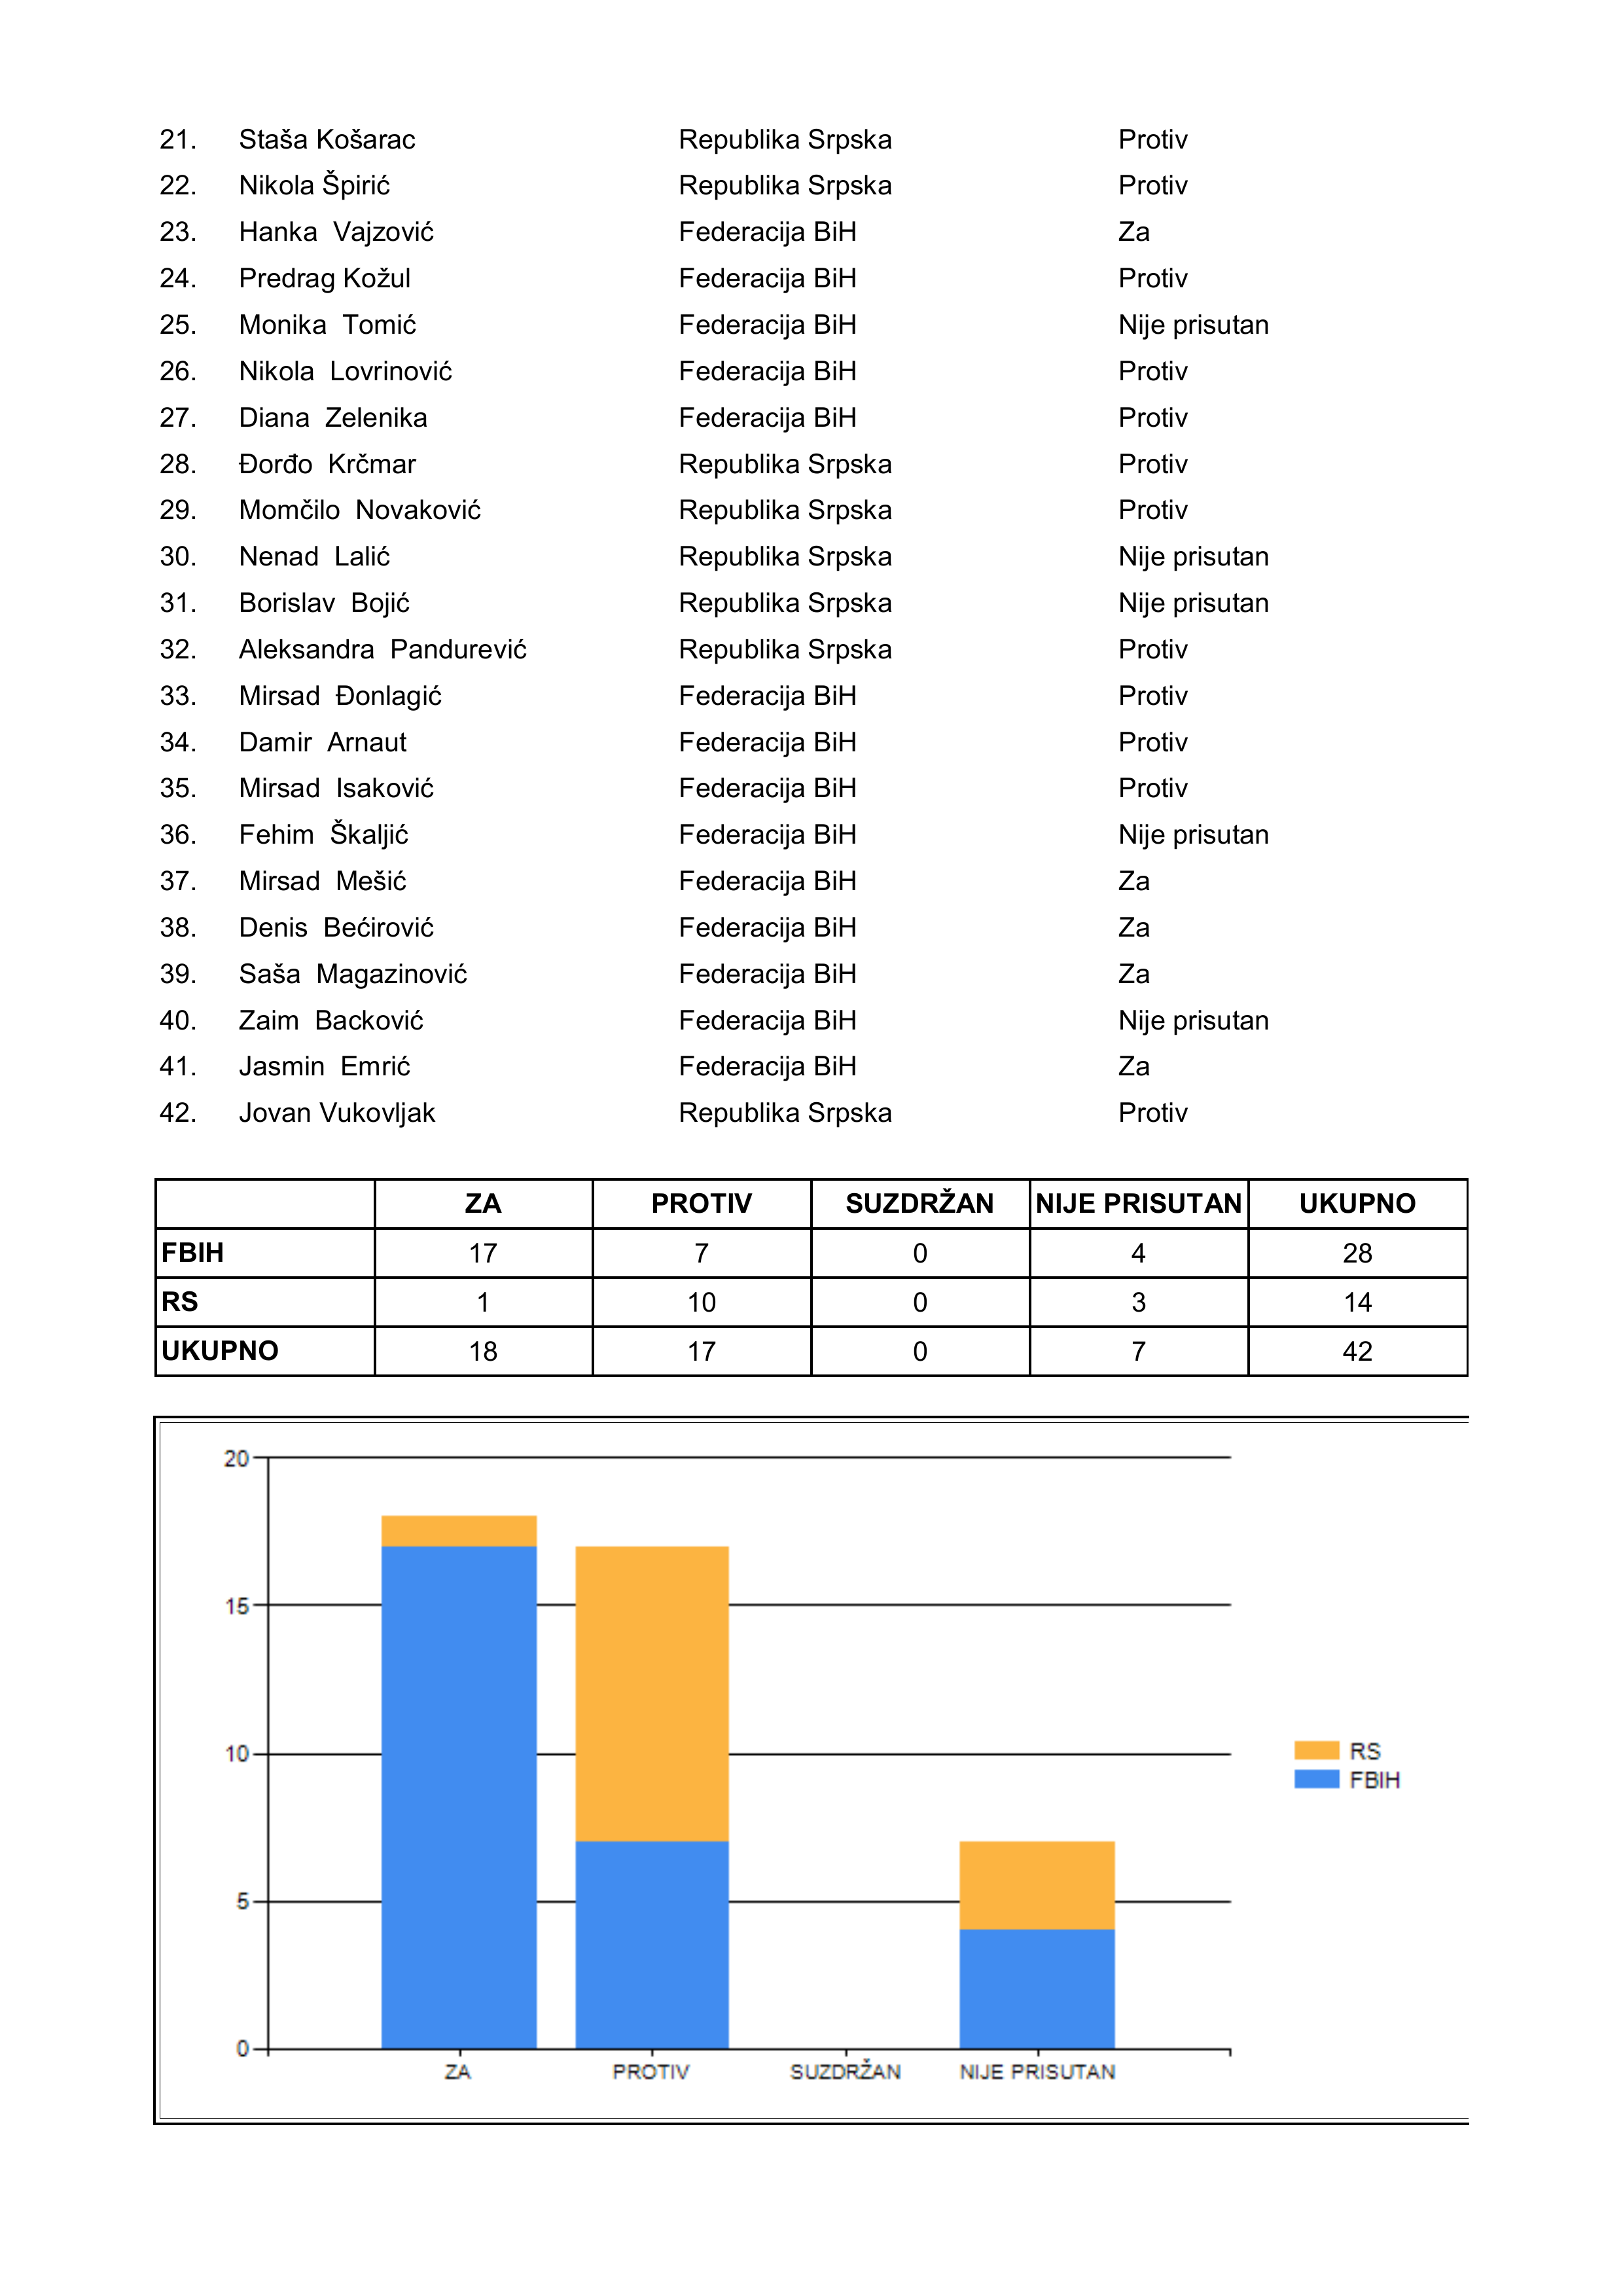 21. Staša Košarac Republika Srpska Protiv
22. Nikola Špirić Republika Srpska Protiv
23. Hanka Vajzović Federacija BiH Za
24. Predrag Kožul Federacija BiH Protiv
25. Monika Tomić Federacija BiH Nije prisutan
26. Nikola Lovrinović Federacija BiH Protiv
27. Diana Zelenika Federacija BiH Protiv
28. Đorđo Krčmar Republika Srpska Protiv
29. Momčilo Novaković Republika Srpska Protiv
30. Nenad Lalić Republika Srpska Nije prisutan
31. Borislav Bojić Republika Srpska Nije prisutan
32. Aleksandra Pandurević Republika Srpska Protiv
33. Mirsad Đonlagić Federacija BiH Protiv
34. Damir Arnaut Federacija BiH Protiv
35. Mirsad Isaković Federacija BiH Protiv
36. Fehim Škaljić Federacija BiH Nije prisutan
37. Mirsad Mešić Federacija BiH Za
38. Denis Bećirović Federacija BiH Za
39. Saša Magazinović Federacija BiH Za
40. Zaim Backović Federacija BiH Nije prisutan
41. Jasmin Emrić Federacija BiH Za
42. Jovan Vukovljak Republika Srpska Protiv
ZA PROTIV SUZDRŽAN NIJE PRISUTAN UKUPNO
FBIH 17 7 0 4 28
RS 1 10 0 3 14
UKUPNO 18 17 0 7 42
20
15
10
5
0
ZA PROTIV SUZDRŽAN NIJE PRISUTAN
RS
FBIH